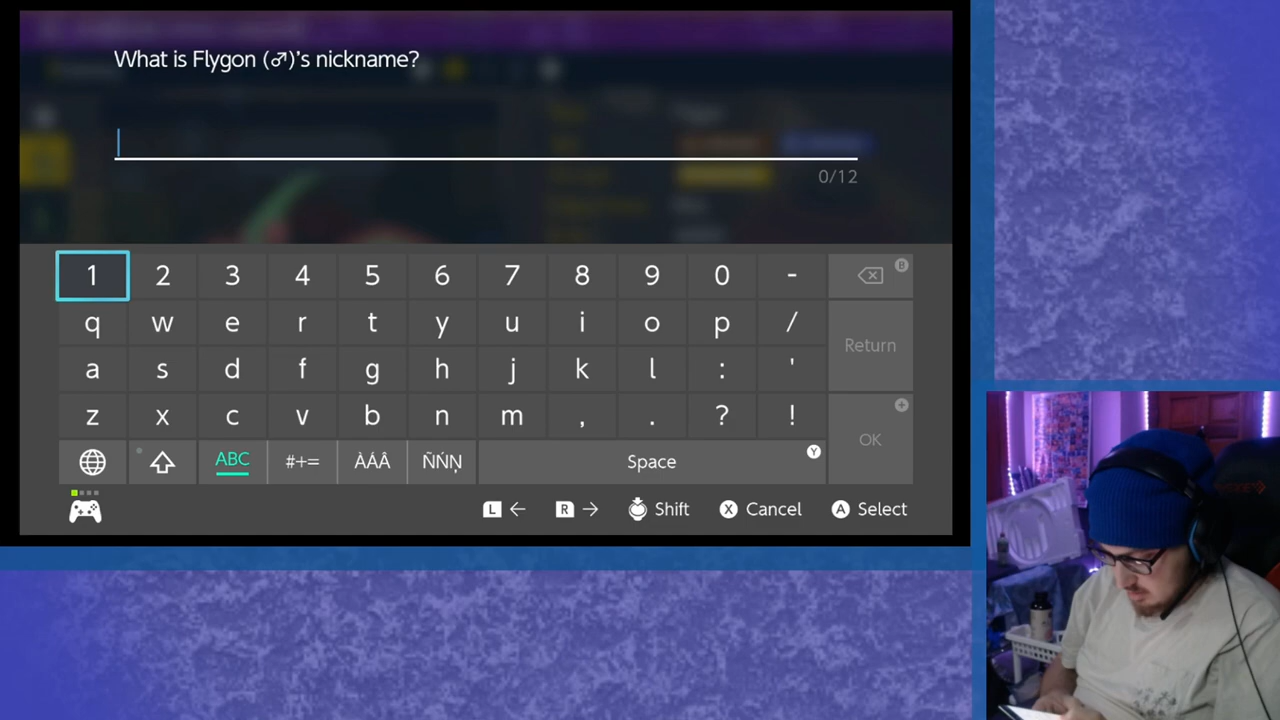 What is Flygon (♂)'s nickname?
0/12
1 2 3 4 5 6 7 8 9 0 -
q w e r t y u i o p /
Return
a s d f g h j k l : '
z x c v b n m , . ? !
OK
ABC #+= ÀÁÂ ÑŃŅ Space Y
L ← R → Shift X Cancel A Select